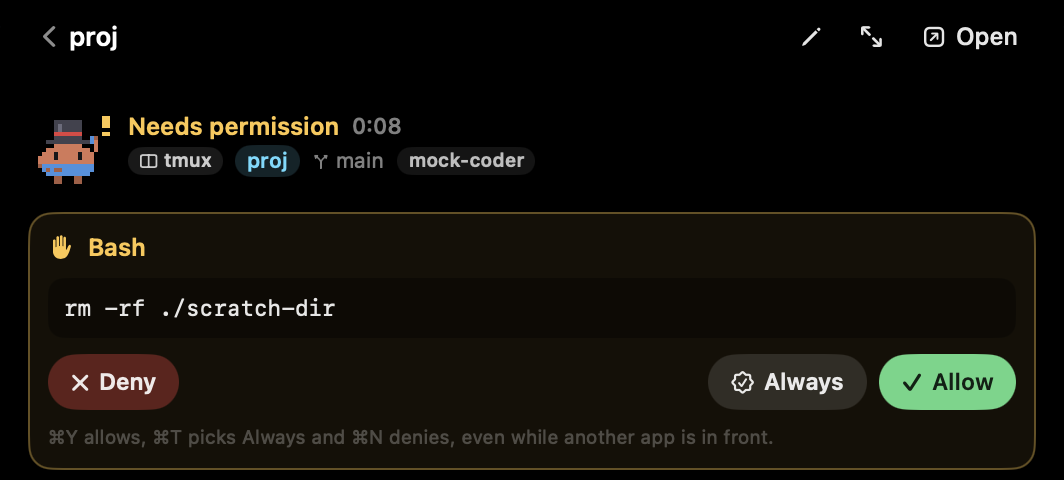 proj
Open
Needs permission 0:08
tmux proj main mock-coder
Bash
rm -rf ./scratch-dir
Deny Always Allow
⌘Y allows, ⌘T picks Always and ⌘N denies, even while another app is in front.